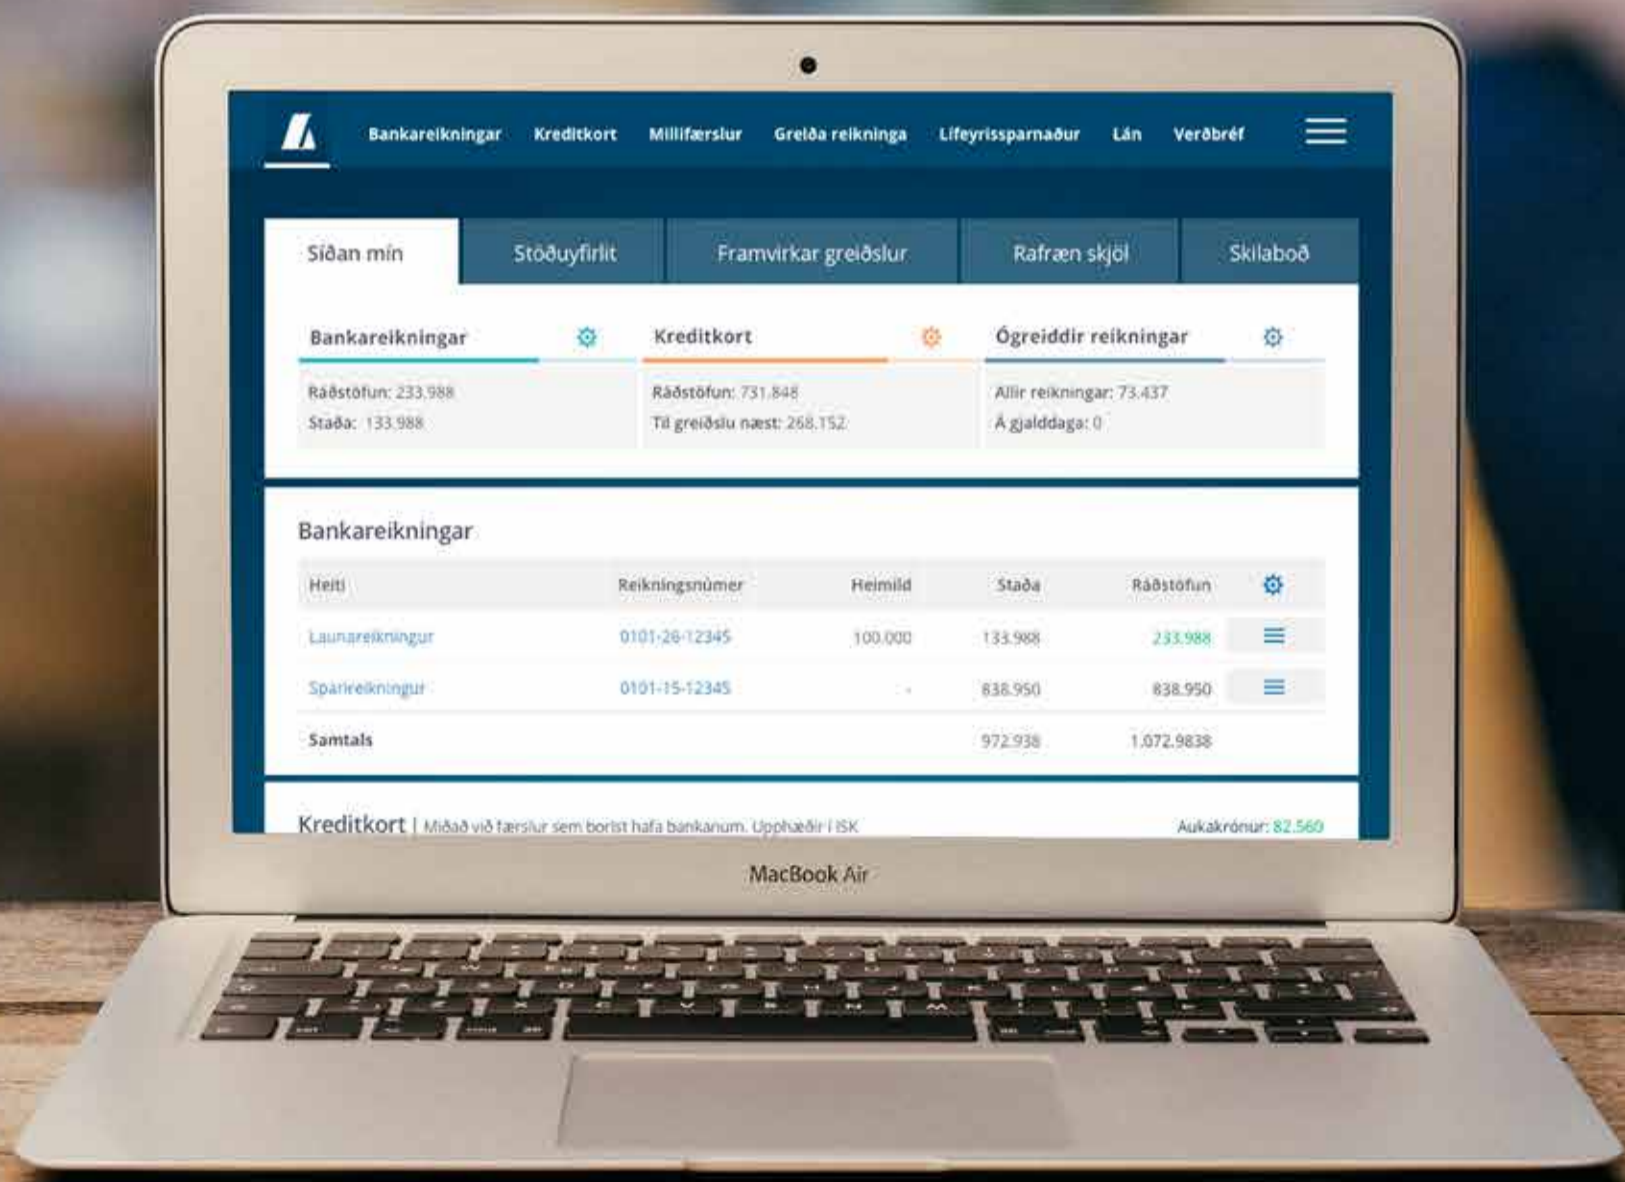 Bankareikningar Kreditkort Millifærslur Greiða reikninga Lífeyrissparnaður Lán Verðbréf
Síðan mín Stöðuyfirlit Framvirkar greiðslur Rafræn skjöl Skilaboð
Bankareikningar Kreditkort Ógreiddir reikningar
Ráðstöfun: 233.988 Ráðstöfun: 731.848 Allir reikningar: 73.437
Staða: 133.988 Til greiðslu næst: 268.152 Á gjalddaga: 0
Bankareikningar
Heiti Reikningsnúmer Heimild Staða Ráðstöfun
Launareikningur 0101-26-12345 100.000 133.988 233.988
Sparireikningur 0101-15-12345 - 838.950 838.950
Samtals 972.938 1.072.9838
Kreditkort | Miðað við færslur sem borist hafa bankanum. Upphæðir í ISK Aukakrónur: 82.560
MacBook Air